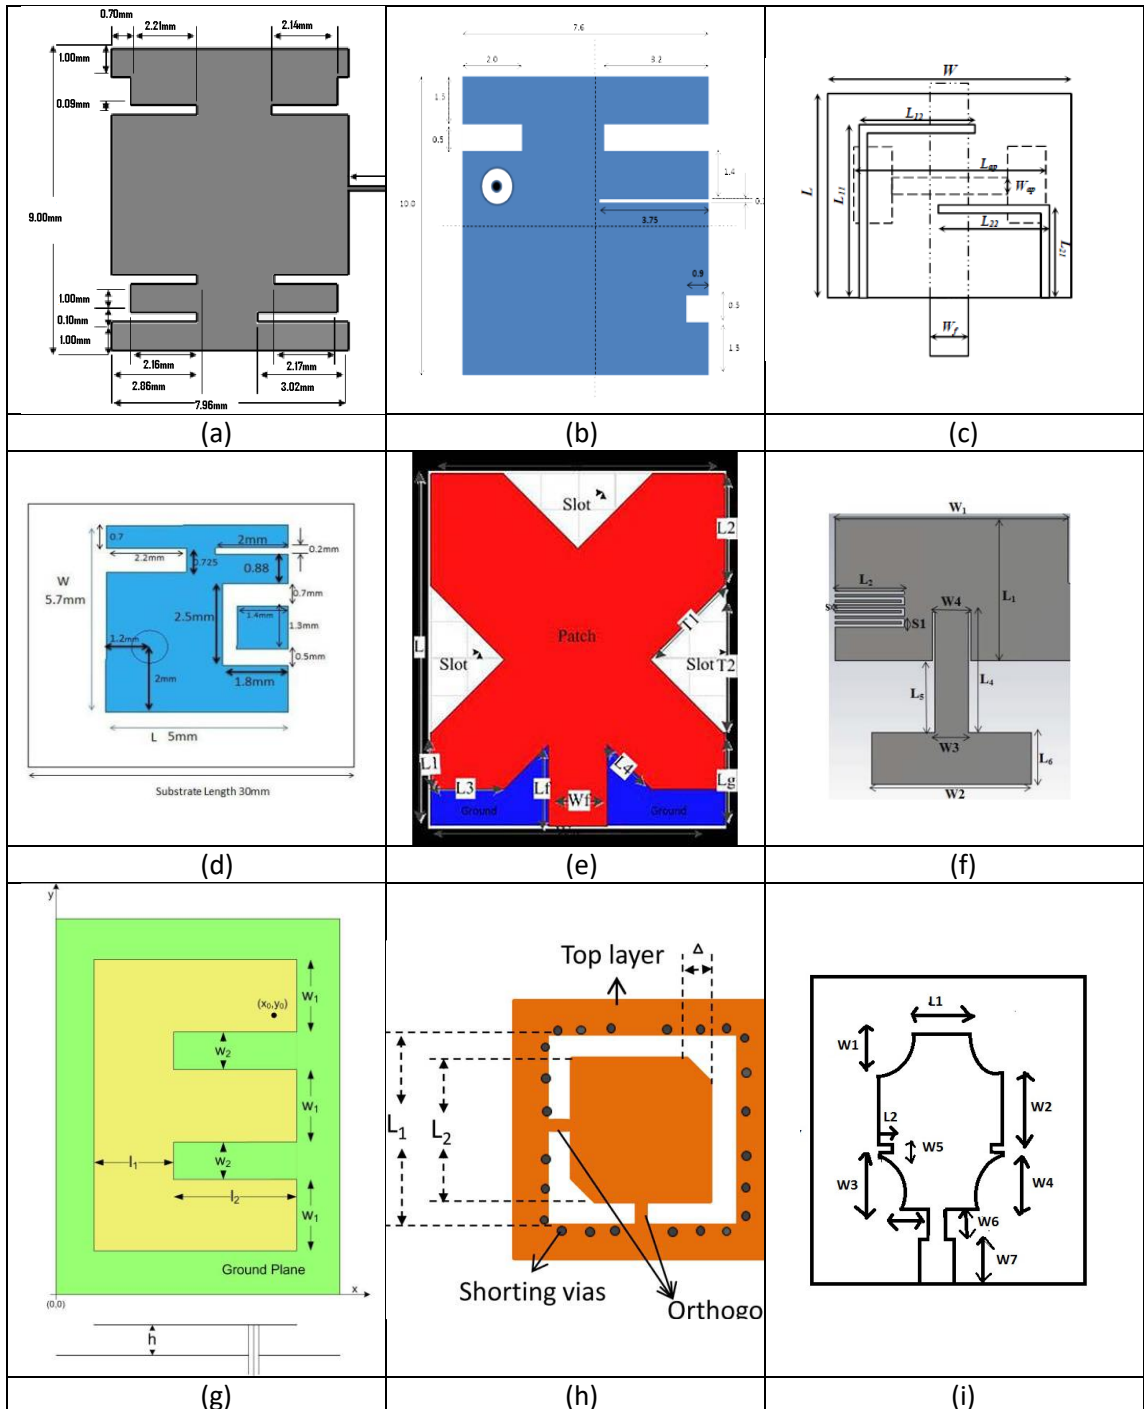 0.70mm
2.21mm
2.14mm
1.00mm
0.09mm
9.00mm
1.00mm
0.10mm
1.00mm
2.16mm
2.17mm
2.86mm
3.02mm
7.96mm
(a)
7.6
2.0
3.2
1.5
0.5
1.4
10.0
3.75
0.9
0.5
1.5
(b)
W
L12
Lap
Wap
L
L11
L22
L21
Wf
(c)
0.7
2mm
0.2mm
2.2mm
0.725
0.88
W
5.7mm
0.7mm
2.5mm
1.4mm
1.3mm
1.2mm
0.5mm
2mm
1.8mm
L 5mm
Substrate Length 30mm
(d)
Slot
L2
T1
Patch
L
Slot
Slot
T2
L1
L3
Lf
Wf
L4
Lg
Ground
Ground
(e)
W1
L2
W4
L1
S1
L5
L4
W3
L6
W2
(f)
y
w1
(x0,y0)
w2
w1
w2
l1
l2
w1
Ground Plane
x
(0,0)
h
(g)
Δ
Top layer
L1
L2
Shorting vias
Orthogo
(h)
L1
W1
W2
L2
W5
W3
W4
W6
W7
(i)